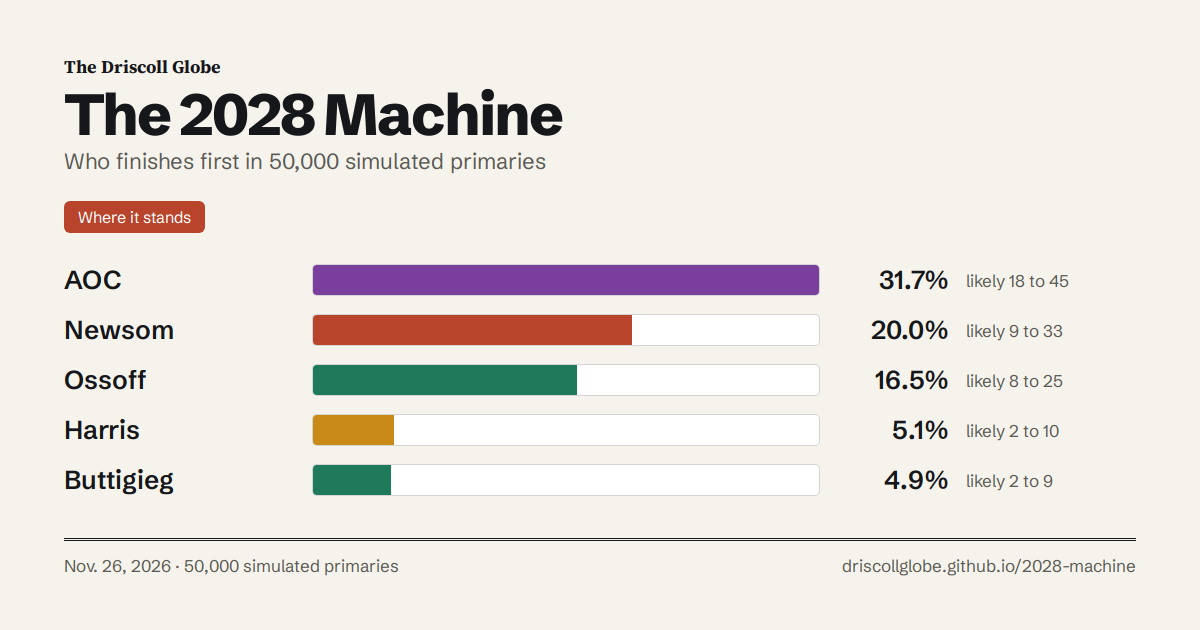 The Driscoll Globe
The 2028 Machine
Who finishes first in 50,000 simulated primaries
Where it stands
AOC 31.7% likely 18 to 45
Newsom 20.0% likely 9 to 33
Ossoff 16.5% likely 8 to 25
Harris 5.1% likely 2 to 10
Buttigieg 4.9% likely 2 to 9
Nov. 26, 2026 · 50,000 simulated primaries driscollglobe.github.io/2028-machine